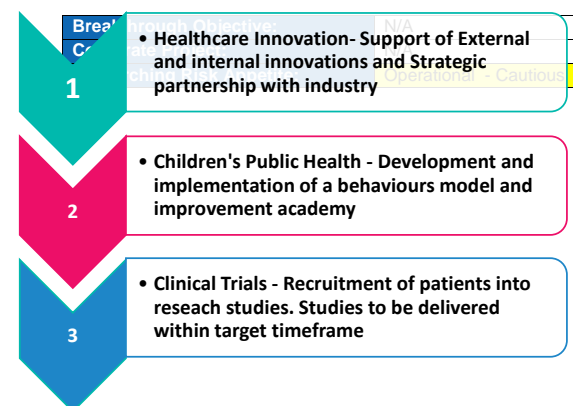 Breakthrough Objective: N/A
Operational - Cautious
1
• Healthcare Innovation- Support of External
and internal innovations and Strategic
partnership with industry
2
• Children's Public Health - Development and
implementation of a behaviours model and
improvement academy
3
• Clinical Trials - Recruitment of patients into
reseach studies. Studies to be delivered
within target timeframe